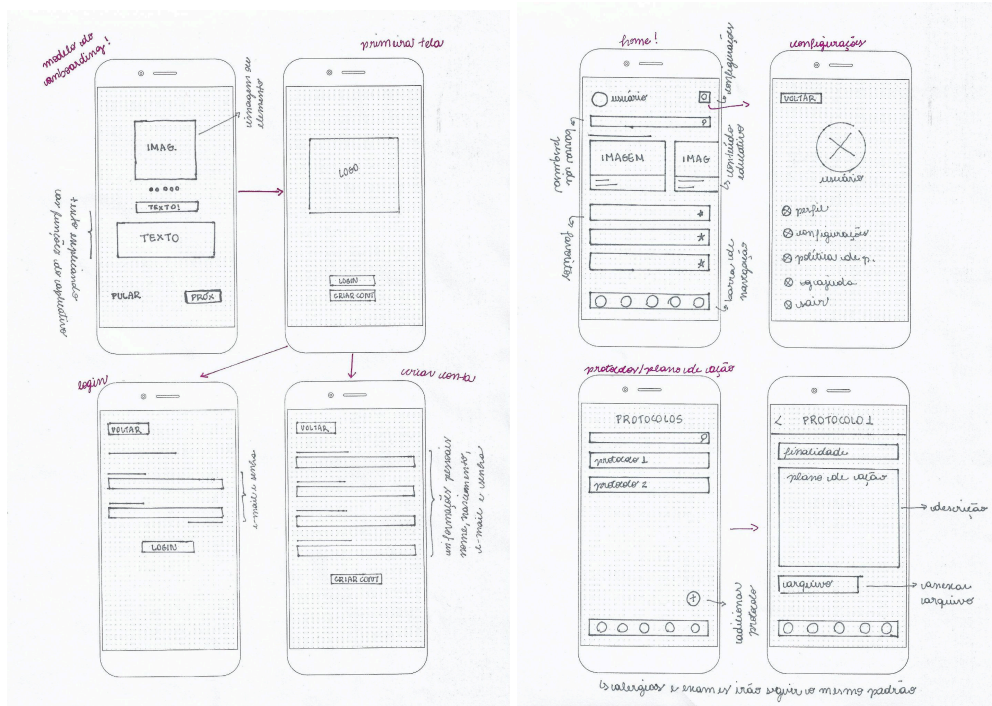 modelo do
onboarding!
imagem ou
elemento
IMAG.
TEXTO1
TEXTO
texto explicando
as funções do aplicativo
PULAR
PRÓX
primeira tela
LOGO
LOGIN
CRIAR CONT
login
VOLTAR
e-mail e senha
LOGIN
criar conta
VOLTAR
informações pessoais
nome, nascimento,
e-mail e senha
CRIAR CONT
home!
usuário
configurações
barra de
pesquisa
IMAGEM
IMAG
conteúdo
educativo
favoritos
barra de
navegação
configurações
VOLTAR
usuário
perfil
configurações
política de p.
ajuda
sair
protocolos/plano de ação
PROTOCOLOS
protocolo 1
protocolo 2
adicionar
protocolo
< PROTOCOLO 1
finalidade
plano de ação
descrição
arquivo
anexar
arquivo
alergias e exames irão seguir o mesmo padrão